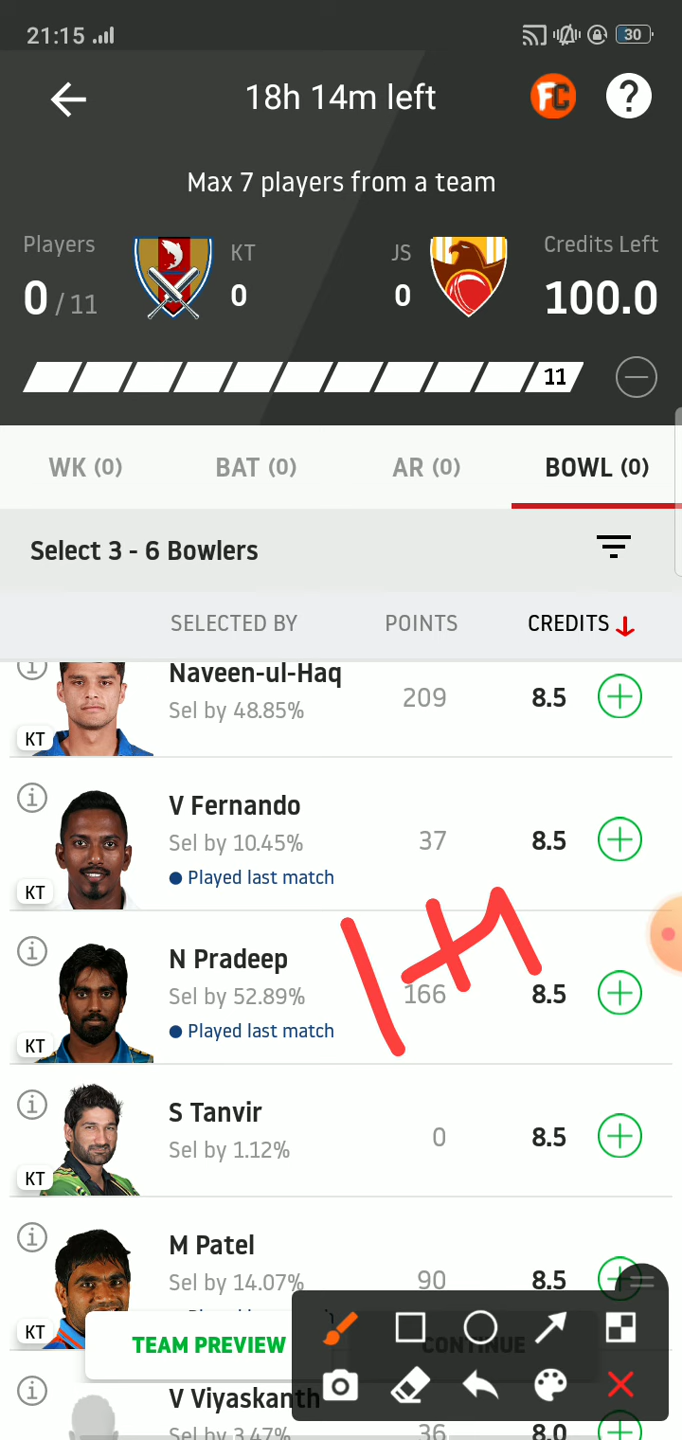 21:15
30
18h 14m left
FC
?
Max 7 players from a team
Players
KT
JS
Credits Left
0 / 11
0
0
100.0
11
WK (0)
BAT (0)
AR (0)
BOWL (0)
Select 3 - 6 Bowlers
SELECTED BY
POINTS
CREDITS
Naveen-ul-Haq
Sel by 48.85%
209
8.5
KT
V Fernando
Sel by 10.45%
37
8.5
Played last match
KT
1+1
N Pradeep
Sel by 52.89%
166
8.5
Played last match
KT
S Tanvir
Sel by 1.12%
0
8.5
KT
M Patel
Sel by 14.07%
90
8.5
KT
TEAM PREVIEW
CONTINUE
V Viyaskanth
Sel by 3.47%
36
8.0